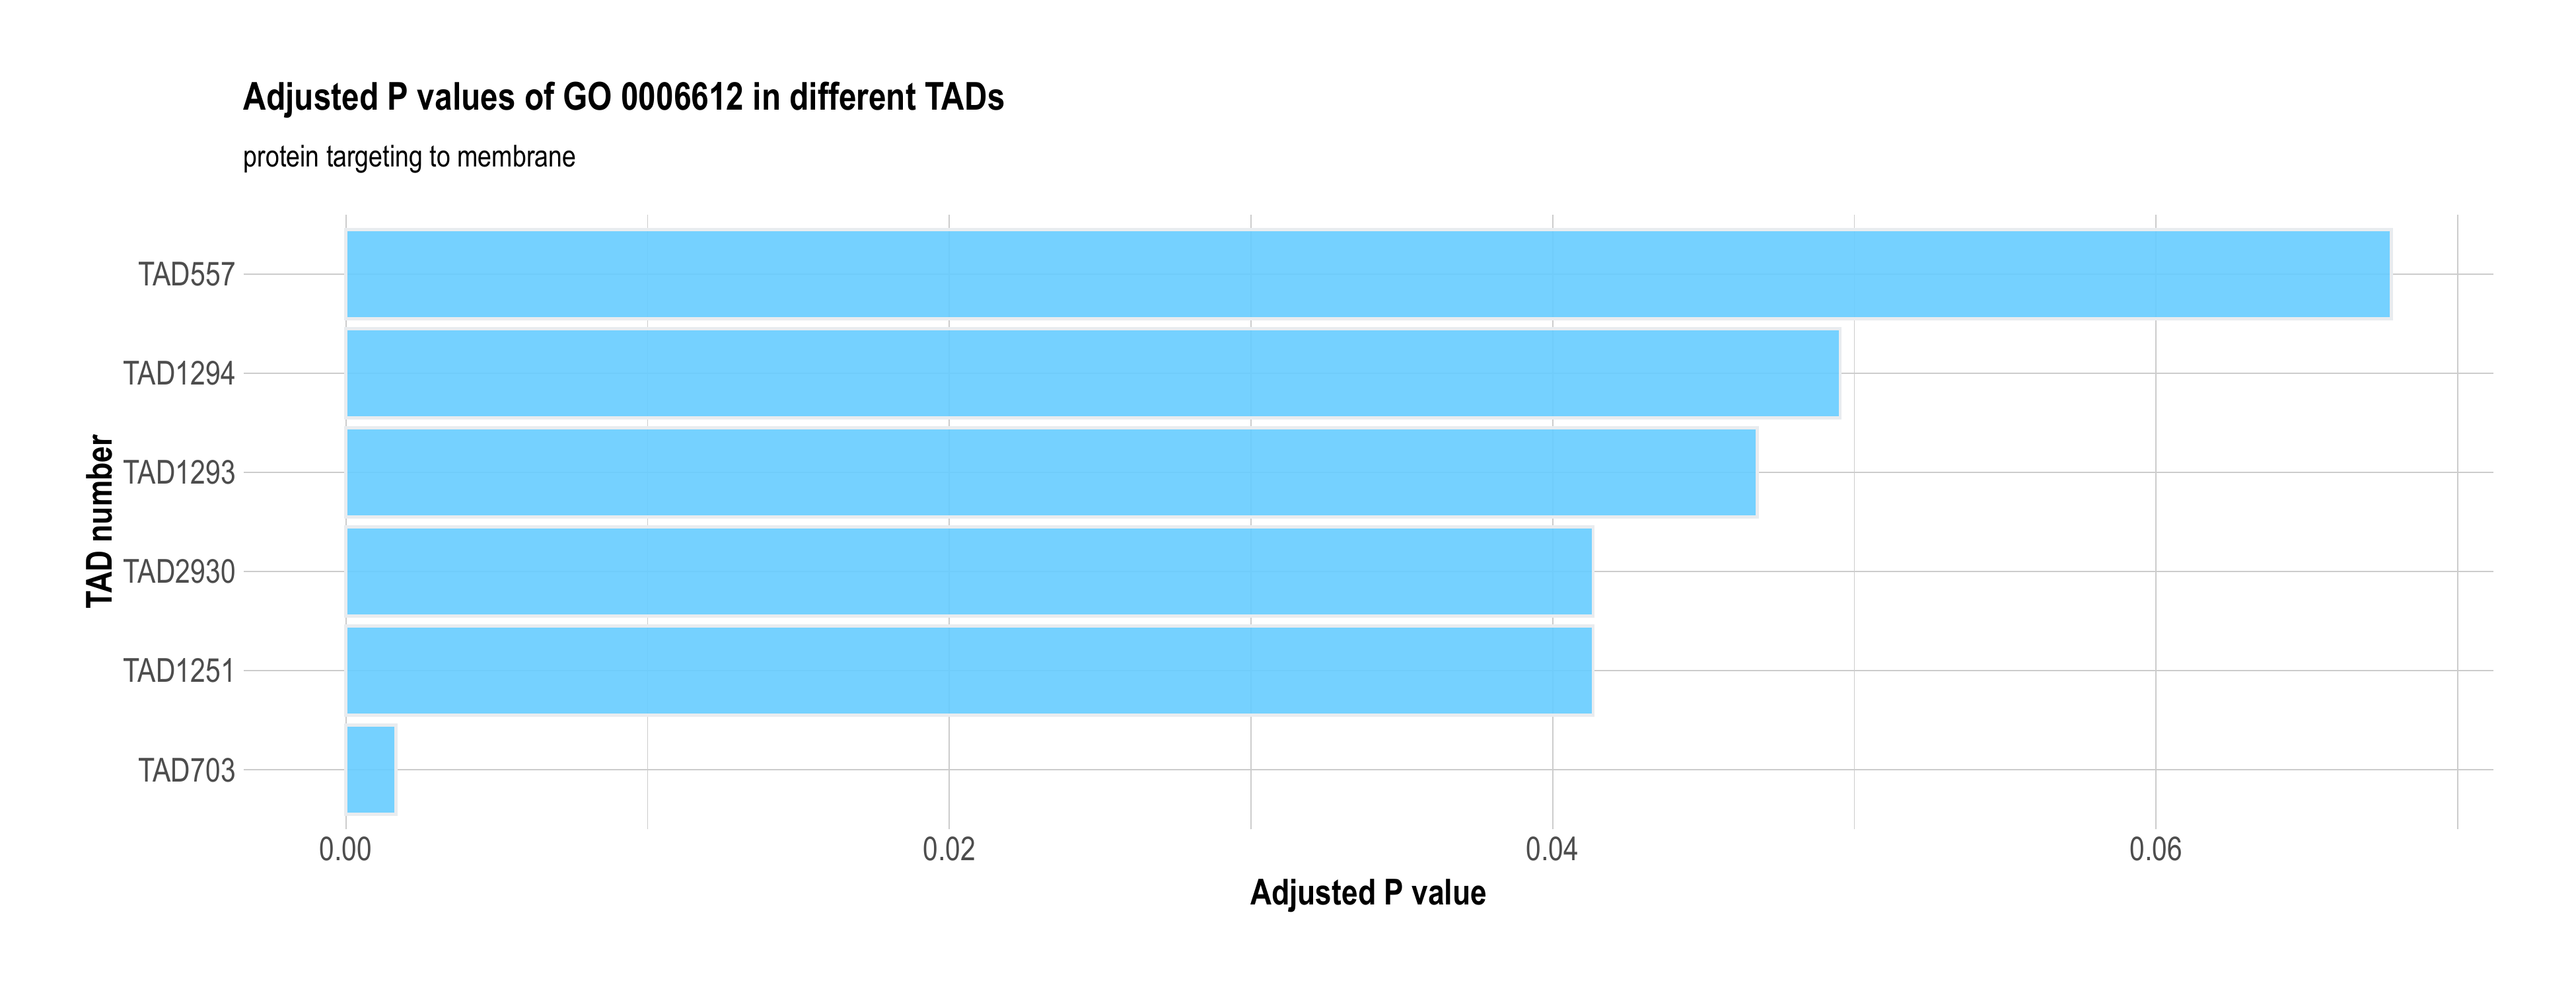 Adjusted P values of GO 0006612 in different TADs
protein targeting to membrane
TAD number
TAD557
TAD1294
TAD1293
TAD2930
TAD1251
TAD703
0.00 0.02 0.04 0.06
Adjusted P value